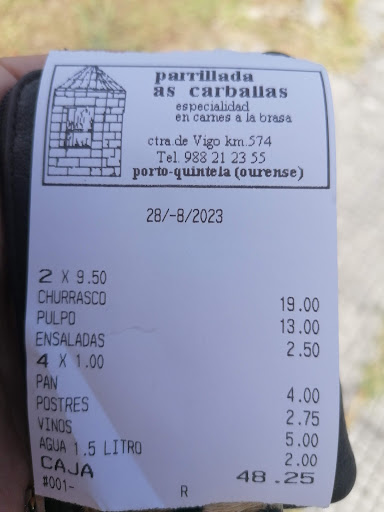 parrillada
as carballas
especialidad
en carnes a la brasa
ctra.de Vigo km.574
Tel. 988 21 23 55
porto-quintela (ourense)
28/-8/2023
2 X 9.50
CHURRASCO 19.00
PULPO 13.00
ENSALADAS 2.50
4 X 1.00
PAN 4.00
POSTRES 2.75
VINOS 5.00
AGUA 1,5 LITRO 2.00
CAJA 48.25
#001- R